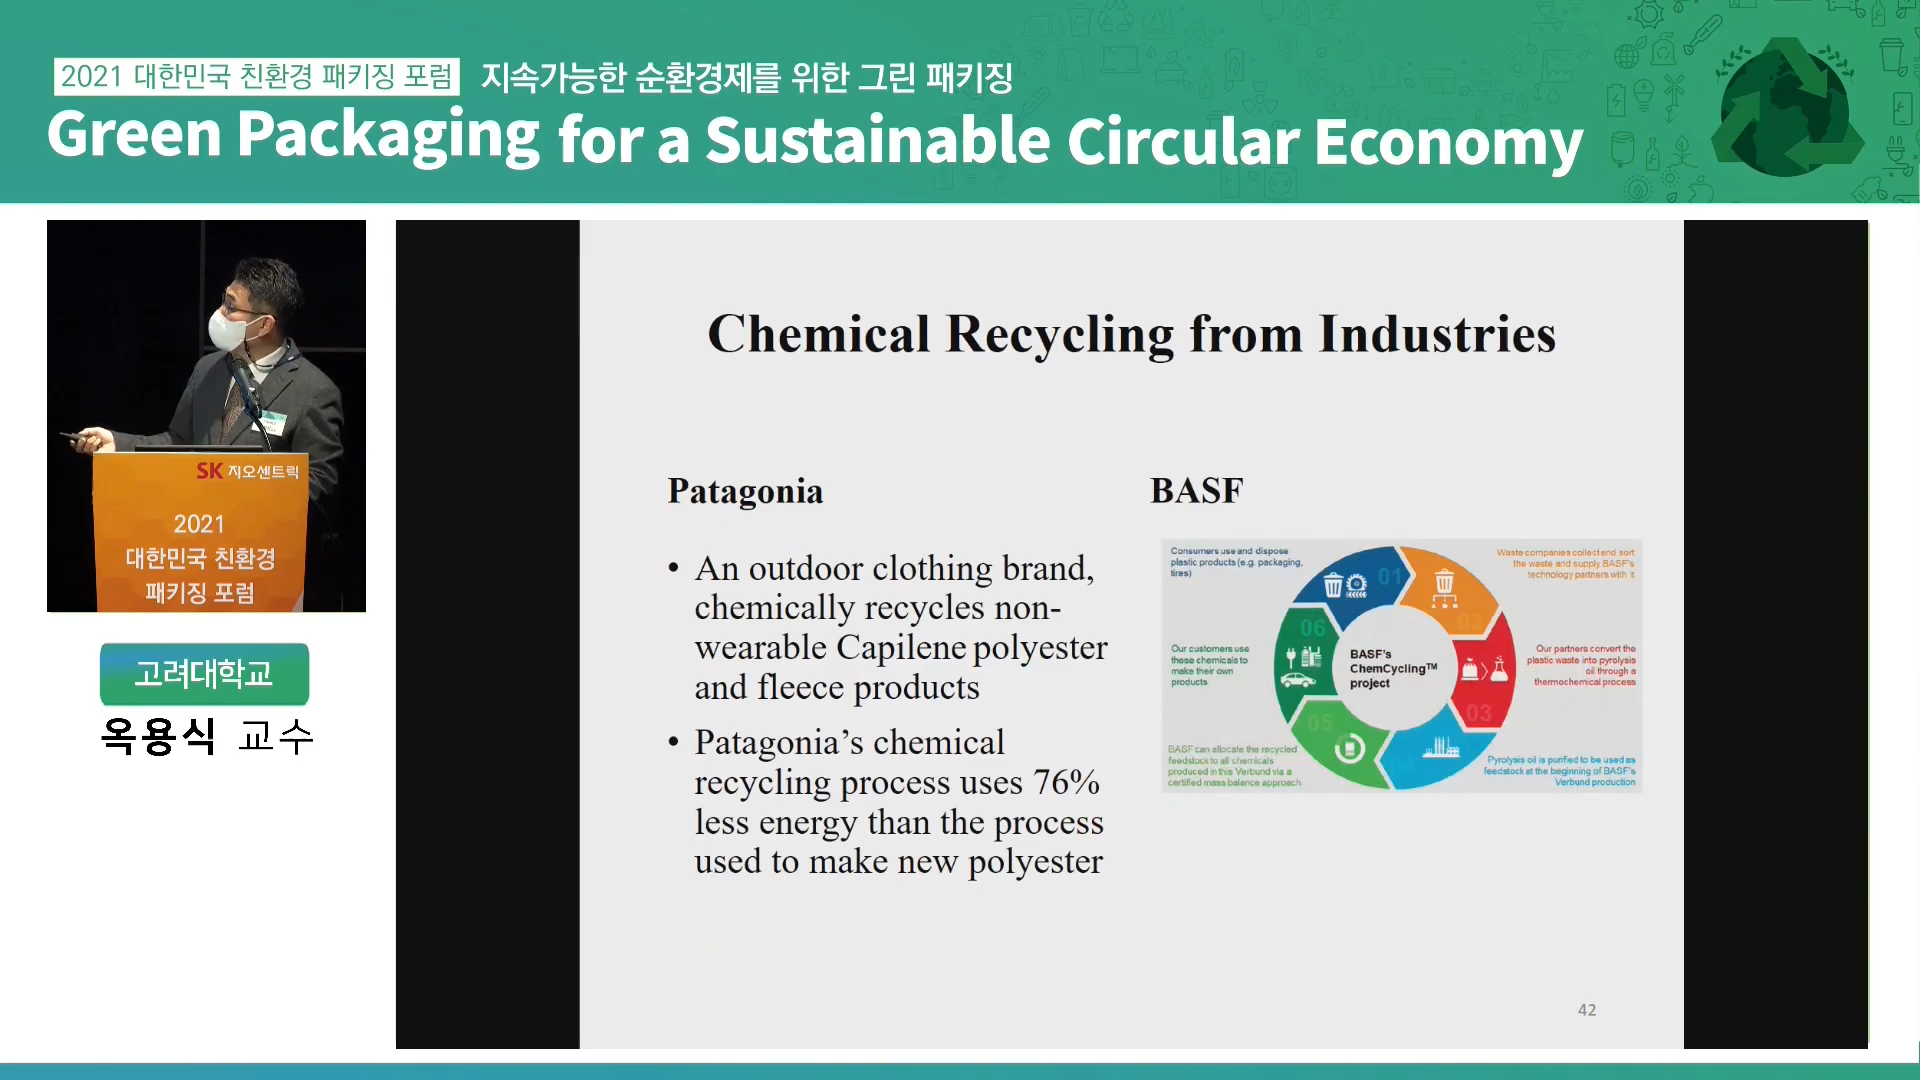 2021 대한민국 친환경 패키징 포럼 지속가능한 순환경제를 위한 그린 패키징
Green Packaging for a Sustainable Circular Economy
SK 지오센트릭
2021
대한민국 친환경
패키징 포럼
고려대학교
옥용식 교수
Chemical Recycling from Industries
Patagonia
• An outdoor clothing brand,
chemically recycles non-
wearable Capilene polyester
and fleece products
• Patagonia’s chemical
recycling process uses 76%
less energy than the process
used to make new polyester
BASF
Consumers use and dispose
plastic products (e.g. packaging,
tires)
01
Waste companies collect and sort
the waste and supply BASF's
technology partners with it
02
Our partners convert the
plastic waste into pyrolysis
oil through a
thermochemical process
03
Pyrolysis oil is purified to be used as
feedstock at the beginning of BASF's
Verbund production
BASF can allocate the recycled
feedstock to all chemicals
produced in this Verbund via a
certified mass balance approach
05
Our customers use
these chemicals to
make their own
products
06
BASF's
ChemCycling™
project
42